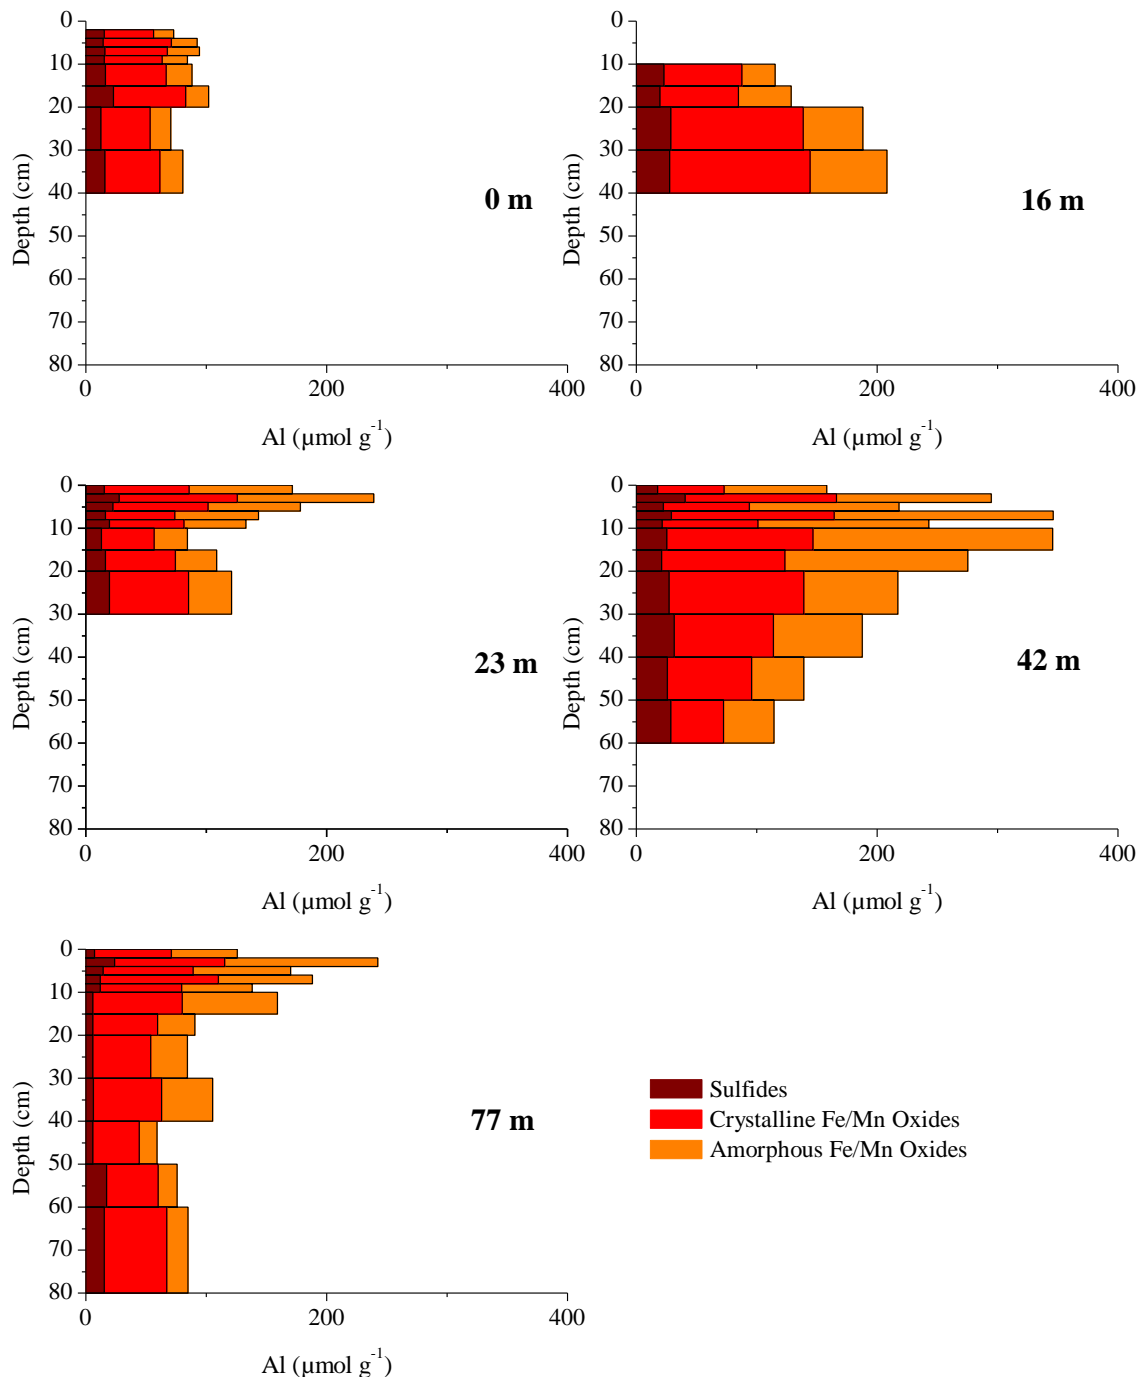 0
10
20
30
40
50
60
70
80
Depth (cm)
0 m
0 200 400
Al (µmol g⁻¹)
0
10
20
30
40
50
60
70
80
Depth (cm)
16 m
0 200 400
Al (µmol g⁻¹)
0
10
20
30
40
50
60
70
80
Depth (cm)
23 m
0 200 400
Al (µmol g⁻¹)
0
10
20
30
40
50
60
70
80
Depth (cm)
42 m
0 200 400
Al (µmol g⁻¹)
0
10
20
30
40
50
60
70
80
Depth (cm)
77 m
0 200 400
Al (µmol g⁻¹)
Sulfides
Crystalline Fe/Mn Oxides
Amorphous Fe/Mn Oxides